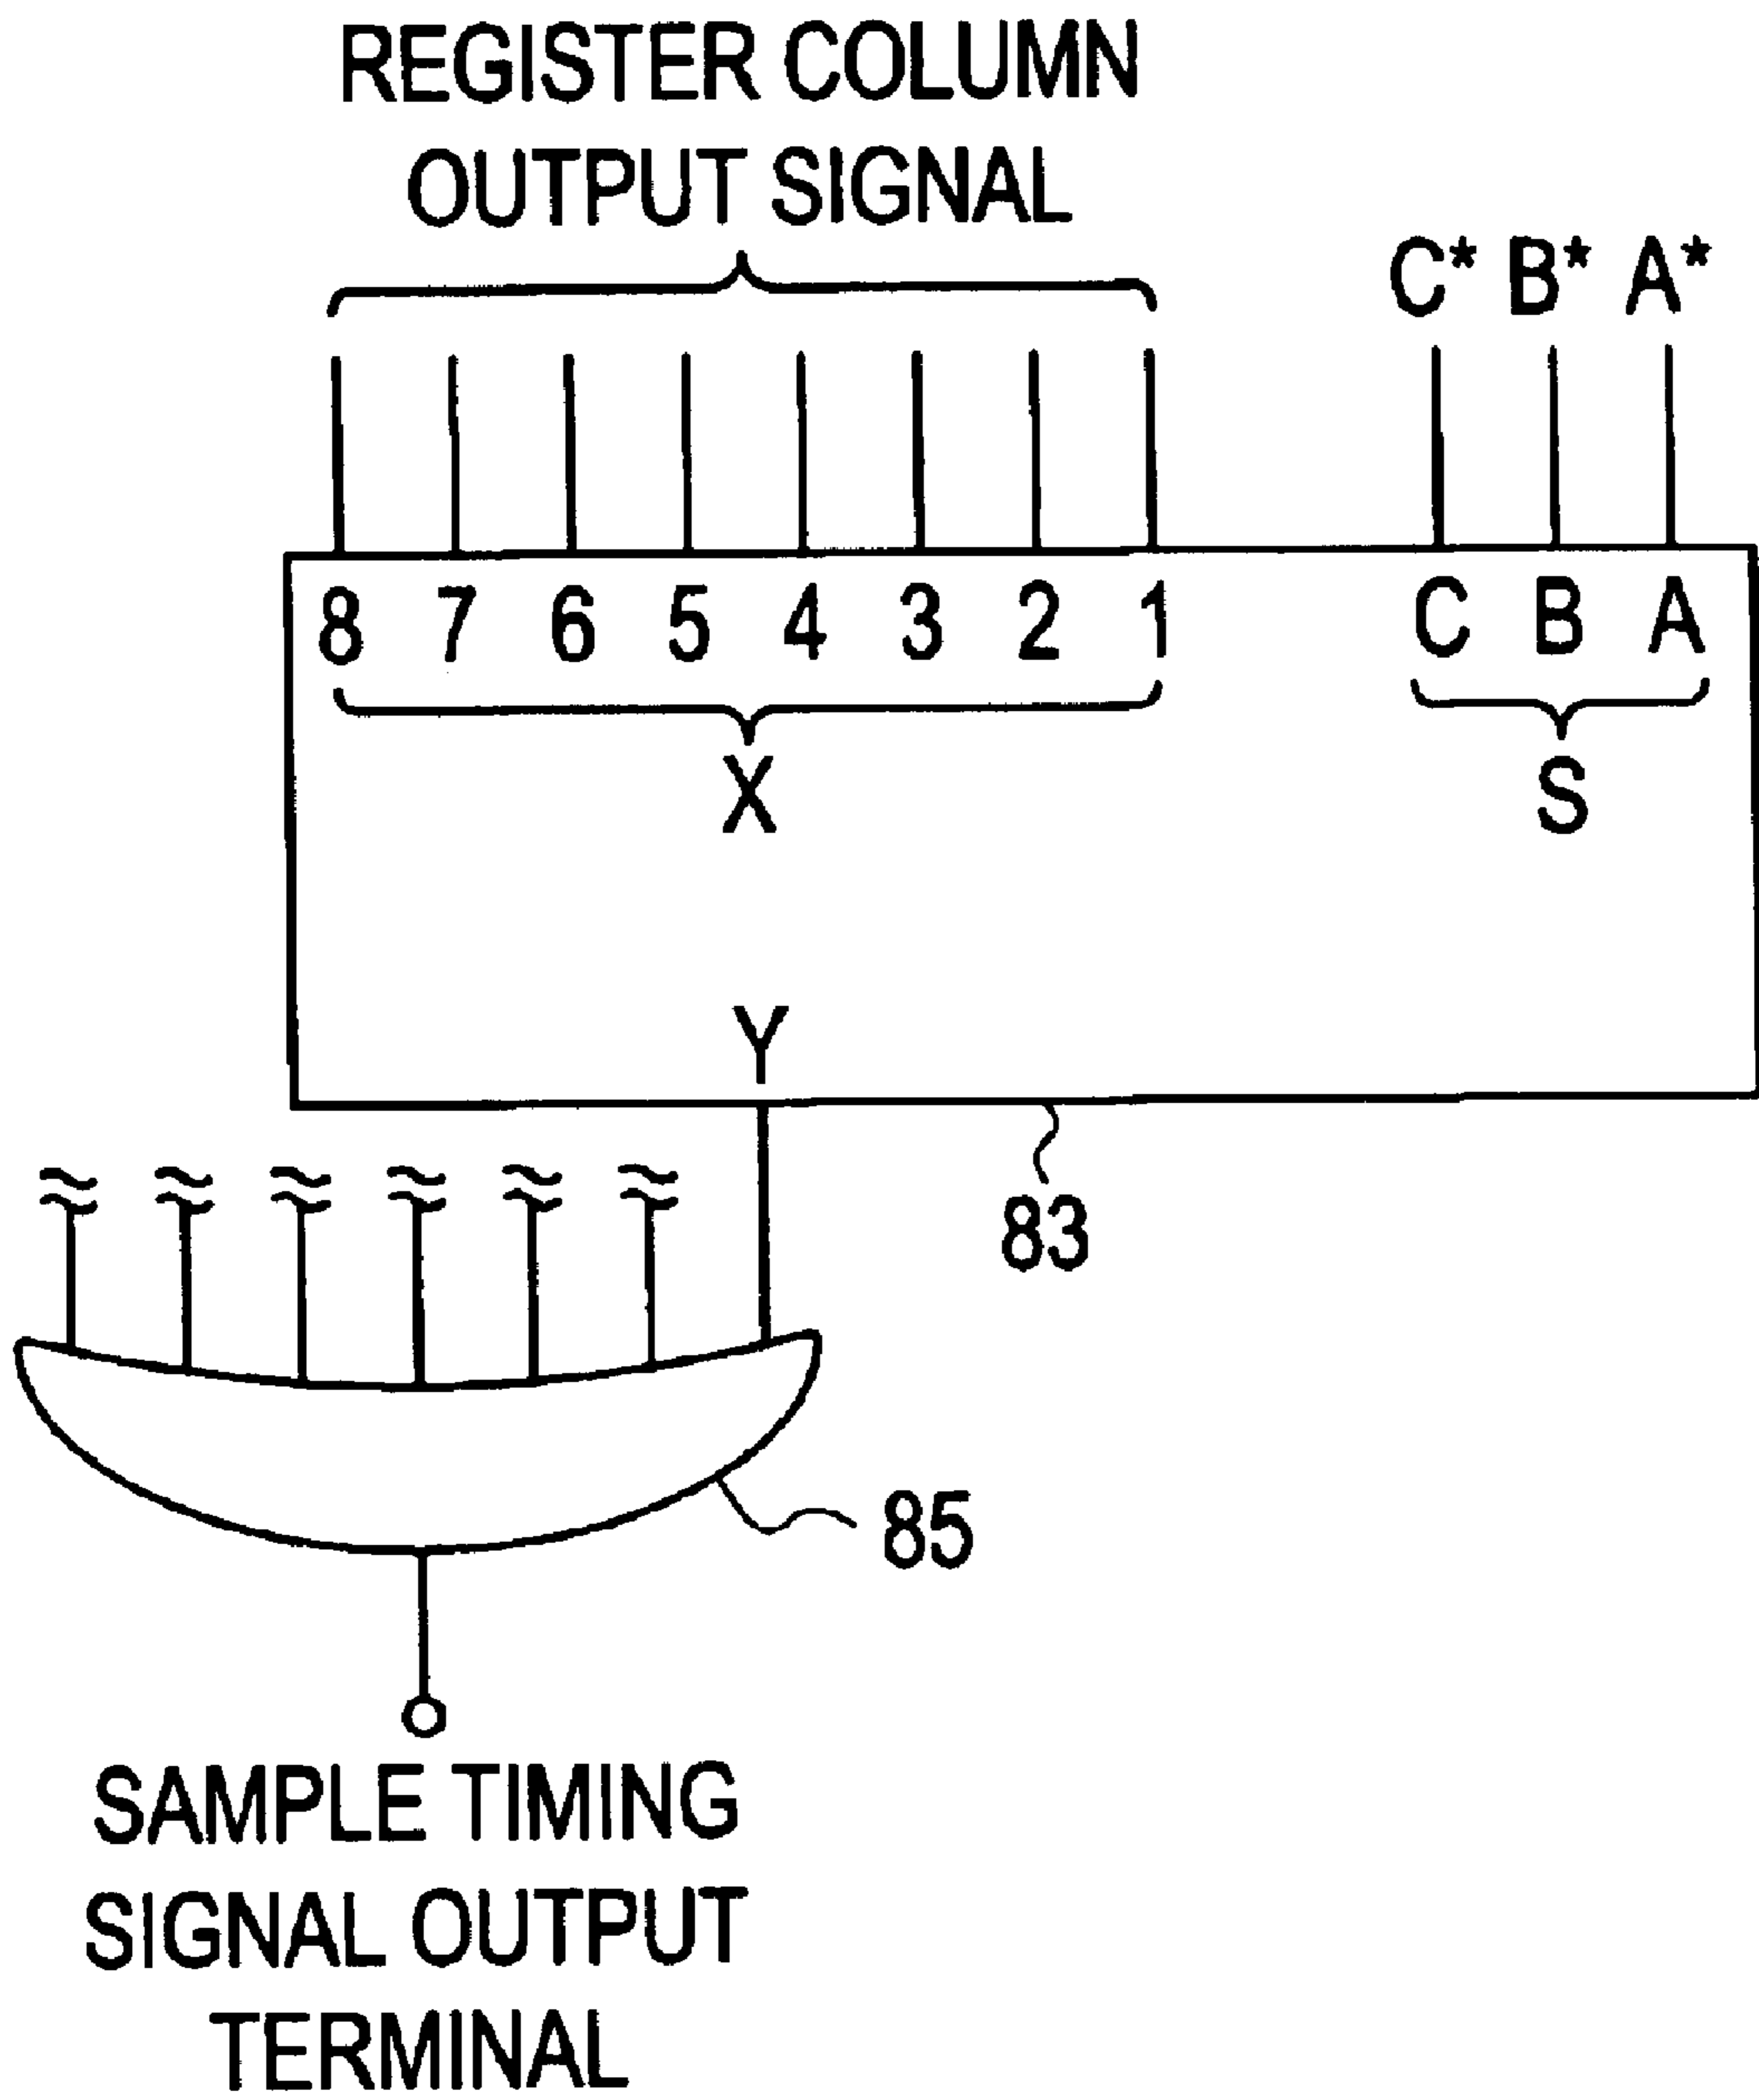 REGISTER COLUMN
OUTPUT SIGNAL
C* B* A*
8 7 6 5 4 3 2 1 C B A
X S
Y
83
85
SAMPLE TIMING
SIGNAL OUTPUT
TERMINAL